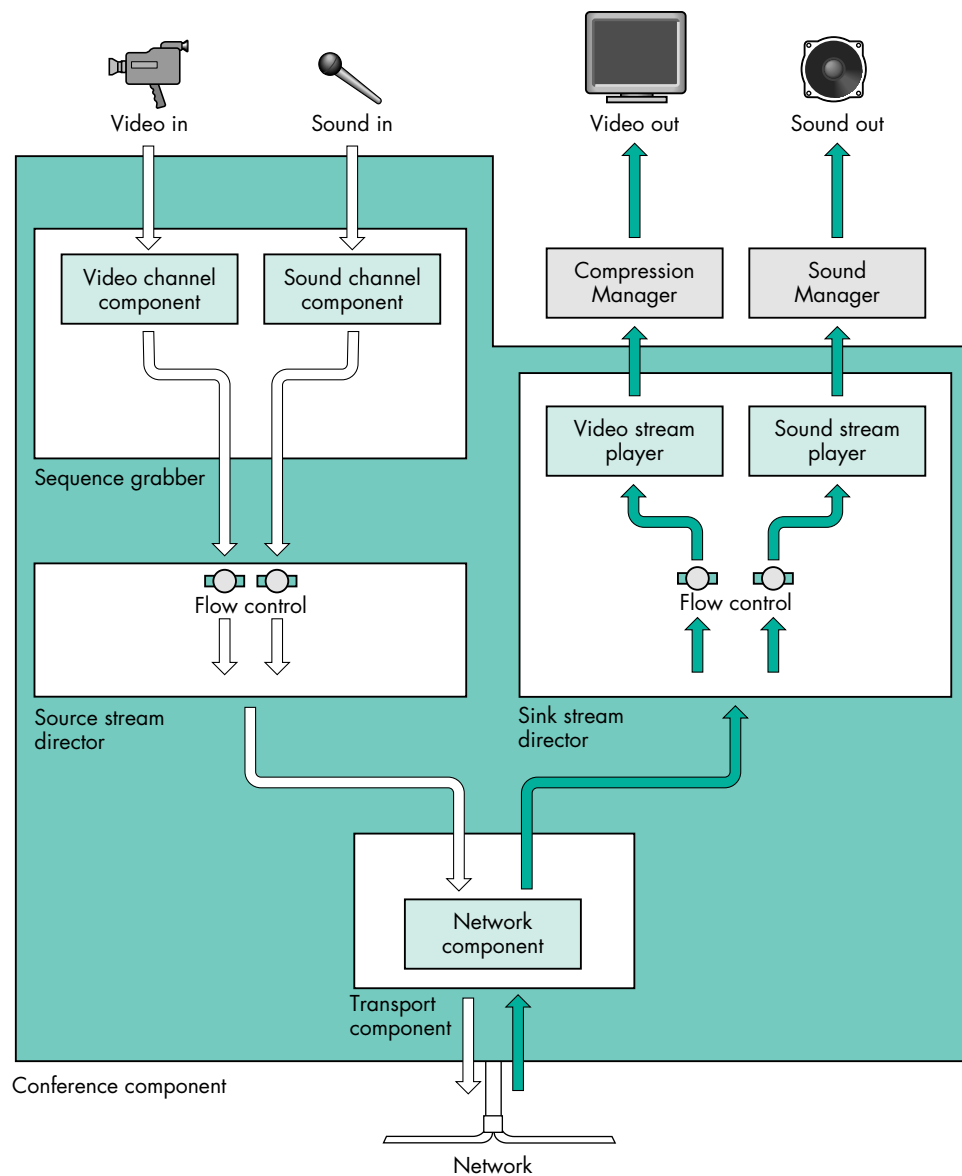 Video in
Sound in
Video out
Sound out
Video channel
component
Sound channel
component
Compression
Manager
Sound
Manager
Sequence grabber
Video stream
player
Sound stream
player
Flow control
Flow control
Source stream
director
Sink stream
director
Network
component
Transport
component
Conference component
Network